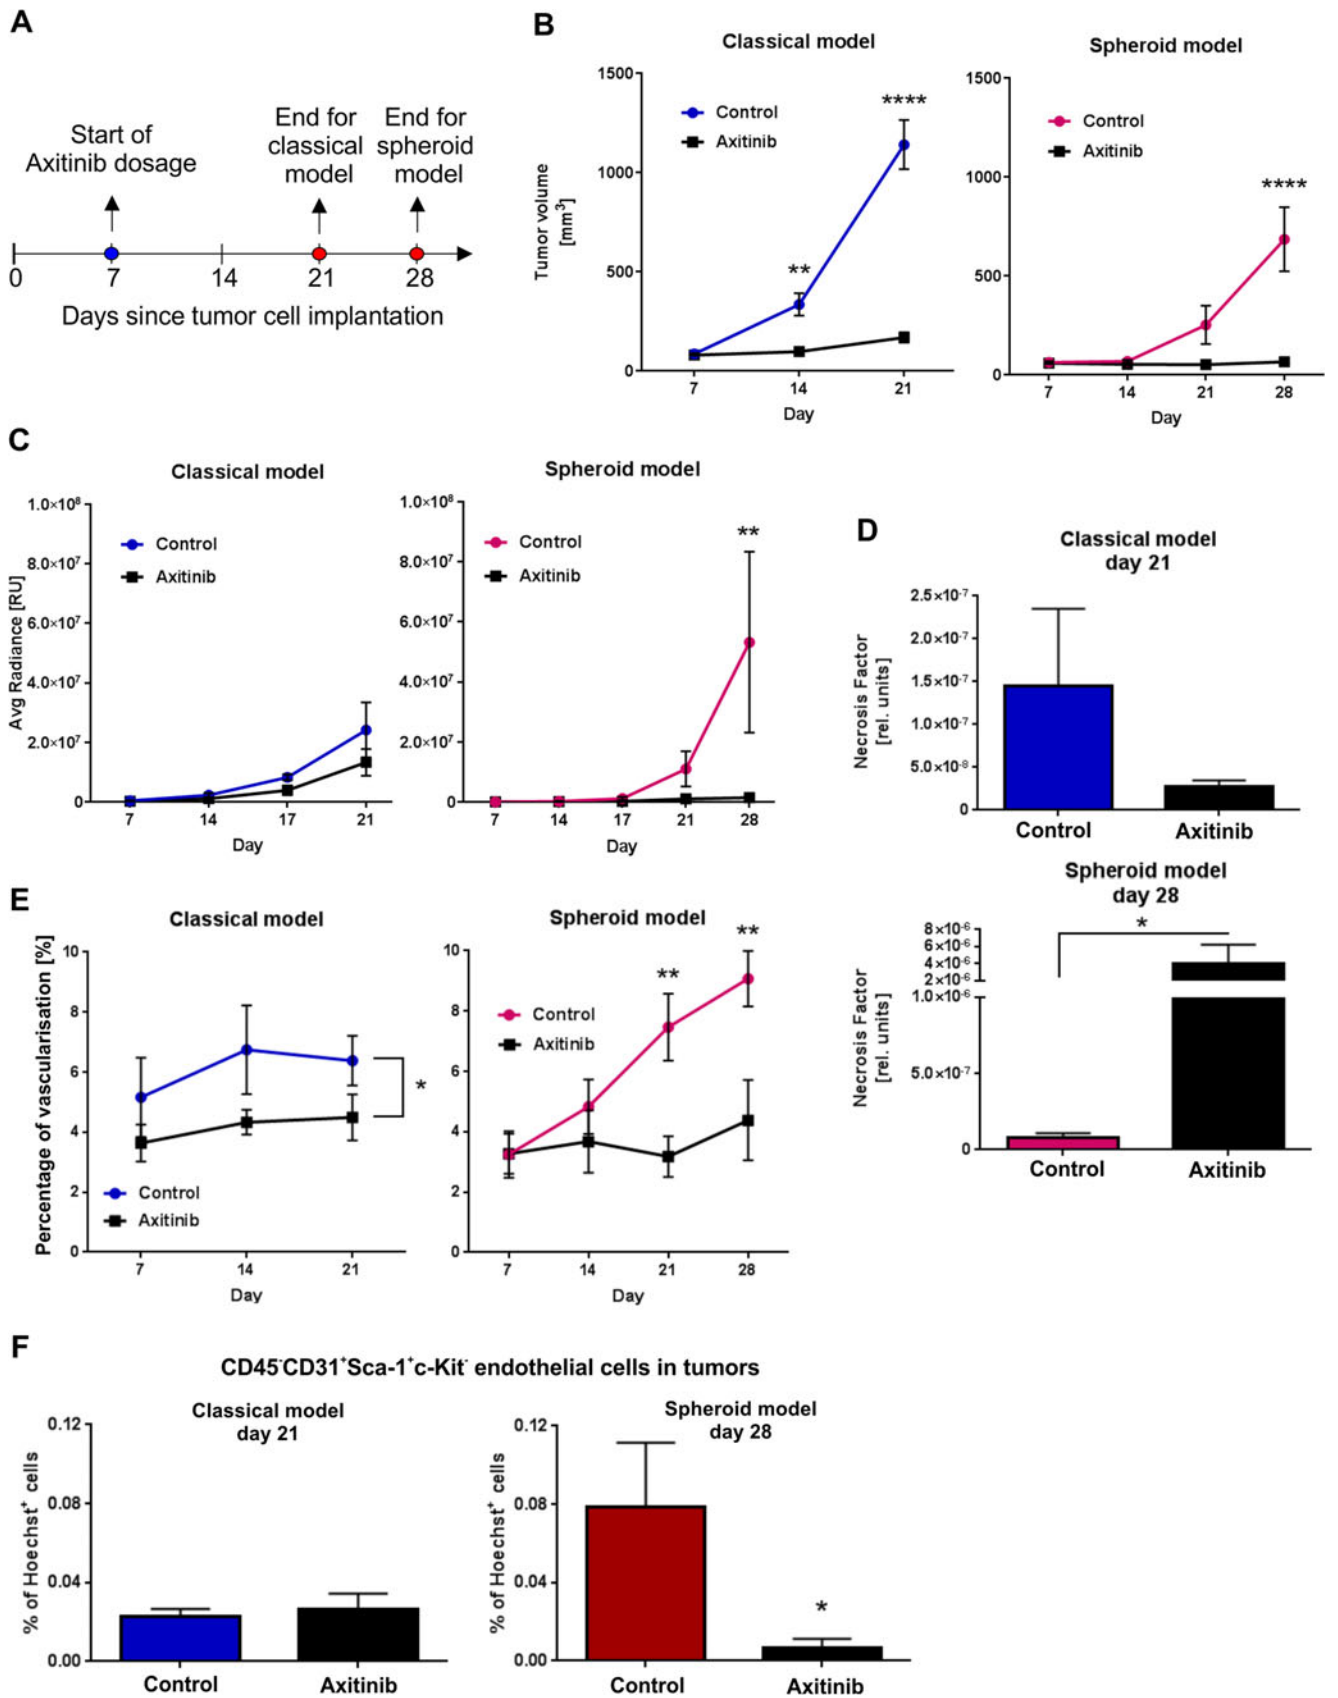 A
Start of
Axitinib dosage
End for
classical
model
End for
spheroid
model
0 7 14 21 28
Days since tumor cell implantation
B
Classical model
Tumor volume
[mm³]
1500
1000
500
0
Control
Axitinib
**
****
7 14 21
Day
Spheroid model
1500
1000
500
0
Control
Axitinib
****
7 14 21 28
Day
C
Classical model
Avg Radiance [RU]
1.0×10⁸
8.0×10⁷
6.0×10⁷
4.0×10⁷
2.0×10⁷
0
Control
Axitinib
7 14 17 21
Day
Spheroid model
1.0×10⁸
8.0×10⁷
6.0×10⁷
4.0×10⁷
2.0×10⁷
0
Control
Axitinib
**
7 14 17 21 28
Day
D
Classical model
day 21
Necrosis Factor
[rel. units]
2.5×10⁻⁷
2.0×10⁻⁷
1.5×10⁻⁷
1.0×10⁻⁷
5.0×10⁻⁸
0
Control Axitinib
Spheroid model
day 28
Necrosis Factor
[rel. units]
8×10⁻⁶
6×10⁻⁶
4×10⁻⁶
2×10⁻⁶
1.0×10⁻⁶
5.0×10⁻⁷
0
*
Control Axitinib
E
Classical model
Percentage of vascularisation [%]
10
8
6
4
2
0
*
Control
Axitinib
7 14 21
Day
Spheroid model
10
8
6
4
2
0
Control
Axitinib
**
**
7 14 21 28
Day
F
CD45⁻CD31⁺Sca-1⁺c-Kit⁻ endothelial cells in tumors
Classical model
day 21
% of Hoechst⁺ cells
0.12
0.08
0.04
0.00
Control Axitinib
Spheroid model
day 28
% of Hoechst⁺ cells
0.12
0.08
0.04
0.00
*
Control Axitinib